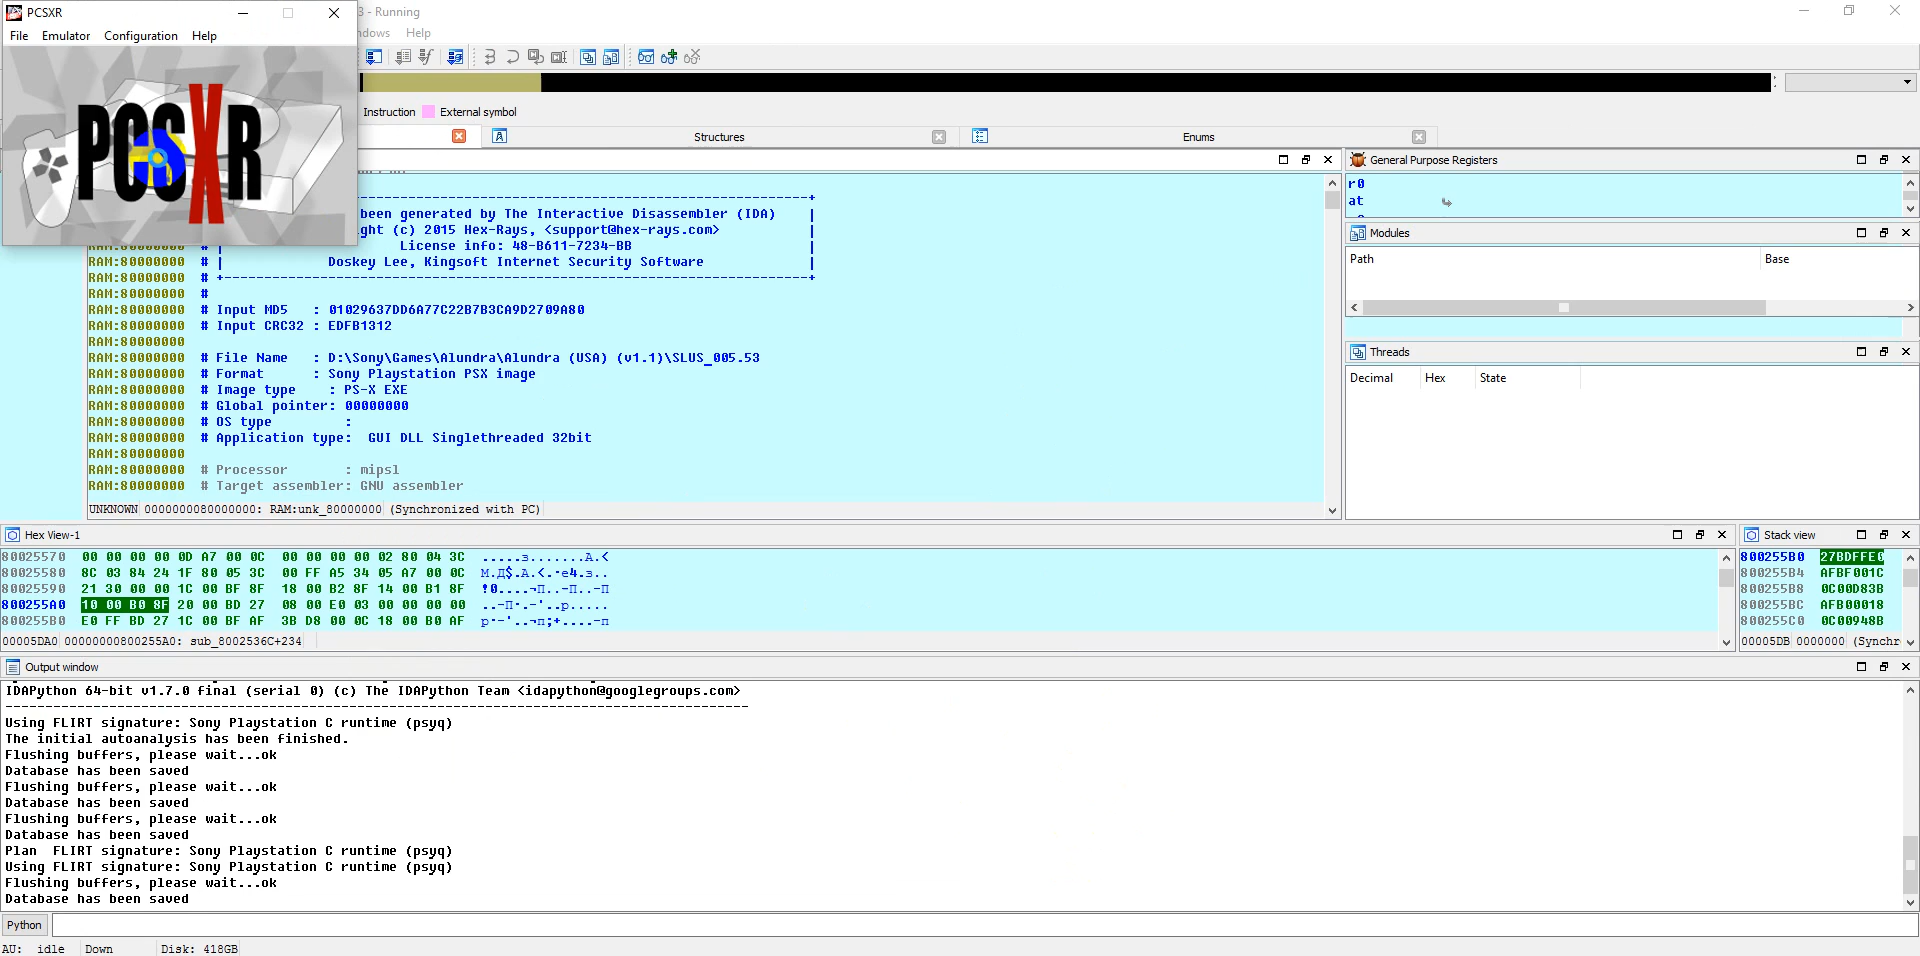 PCSXR
File Emulator Configuration Help
PCSXR
3 - Running
Help
Instruction External symbol
Structures
Enums
been generated by The Interactive Disassembler (IDA) |
ght (c) 2015 Hex-Rays, <support@hex-rays.com> |
License info: 48-B611-7234-BB |
RAM:80000000 # | Doskey Lee, Kingsoft Internet Security Software |
RAM:80000000 # +-------------------------------------------------------------------------+
RAM:80000000 #
RAM:80000000 # Input MD5 : 01029637DD6A77C22B7B3CA9D2709A80
RAM:80000000 # Input CRC32 : EDFB1312
RAM:80000000
RAM:80000000 # File Name : D:\Sony\Games\Alundra\Alundra (USA) (v1.1)\SLUS_005.53
RAM:80000000 # Format : Sony Playstation PSX image
RAM:80000000 # Image type : PS-X EXE
RAM:80000000 # Global pointer: 00000000
RAM:80000000 # OS type :
RAM:80000000 # Application type: GUI DLL Singlethreaded 32bit
RAM:80000000
RAM:80000000 # Processor : mipsl
RAM:80000000 # Target assembler: GNU assembler
UNKNOWN 0000000080000000: RAM:unk_80000000 (Synchronized with PC)
General Purpose Registers
r0
at
Modules
Path Base
Threads
Decimal Hex State
Hex View-1
80025570 00 00 00 00 0D A7 00 0C 00 00 00 00 02 80 04 3C .....з.......А.<
80025580 8C 03 84 24 1F 80 05 3C 00 FF A5 34 05 A7 00 0C
80025590 21 30 00 00 1C 00 BF 8F 18 00 B2 8F 14 00 B1 8F
800255A0 10 00 B0 8F 20 00 BD 27 08 00 E0 03 00 00 00 00
800255B0 E0 FF BD 27 1C 00 BF AF 3B D8 00 0C 18 00 B0 AF
00005DA0 00000000800255A0: sub_8002536C+234
Stack view
800255B0 27BDFFE0
800255B4 AFBF001C
800255B8 0C00D83B
800255BC AFB00018
800255C0 0C00948B
00005DB 0000000 (Synchr
Output window
IDAPython 64-bit v1.7.0 final (serial 0) (c) The IDAPython Team <idapython@googlegroups.com>
---------------------------------------------------------------------------------------------
Using FLIRT signature: Sony Playstation C runtime (psyq)
The initial autoanalysis has been finished.
Flushing buffers, please wait...ok
Database has been saved
Flushing buffers, please wait...ok
Database has been saved
Flushing buffers, please wait...ok
Database has been saved
Plan FLIRT signature: Sony Playstation C runtime (psyq)
Using FLIRT signature: Sony Playstation C runtime (psyq)
Flushing buffers, please wait...ok
Database has been saved
Python
AU: idle Down Disk: 418GB